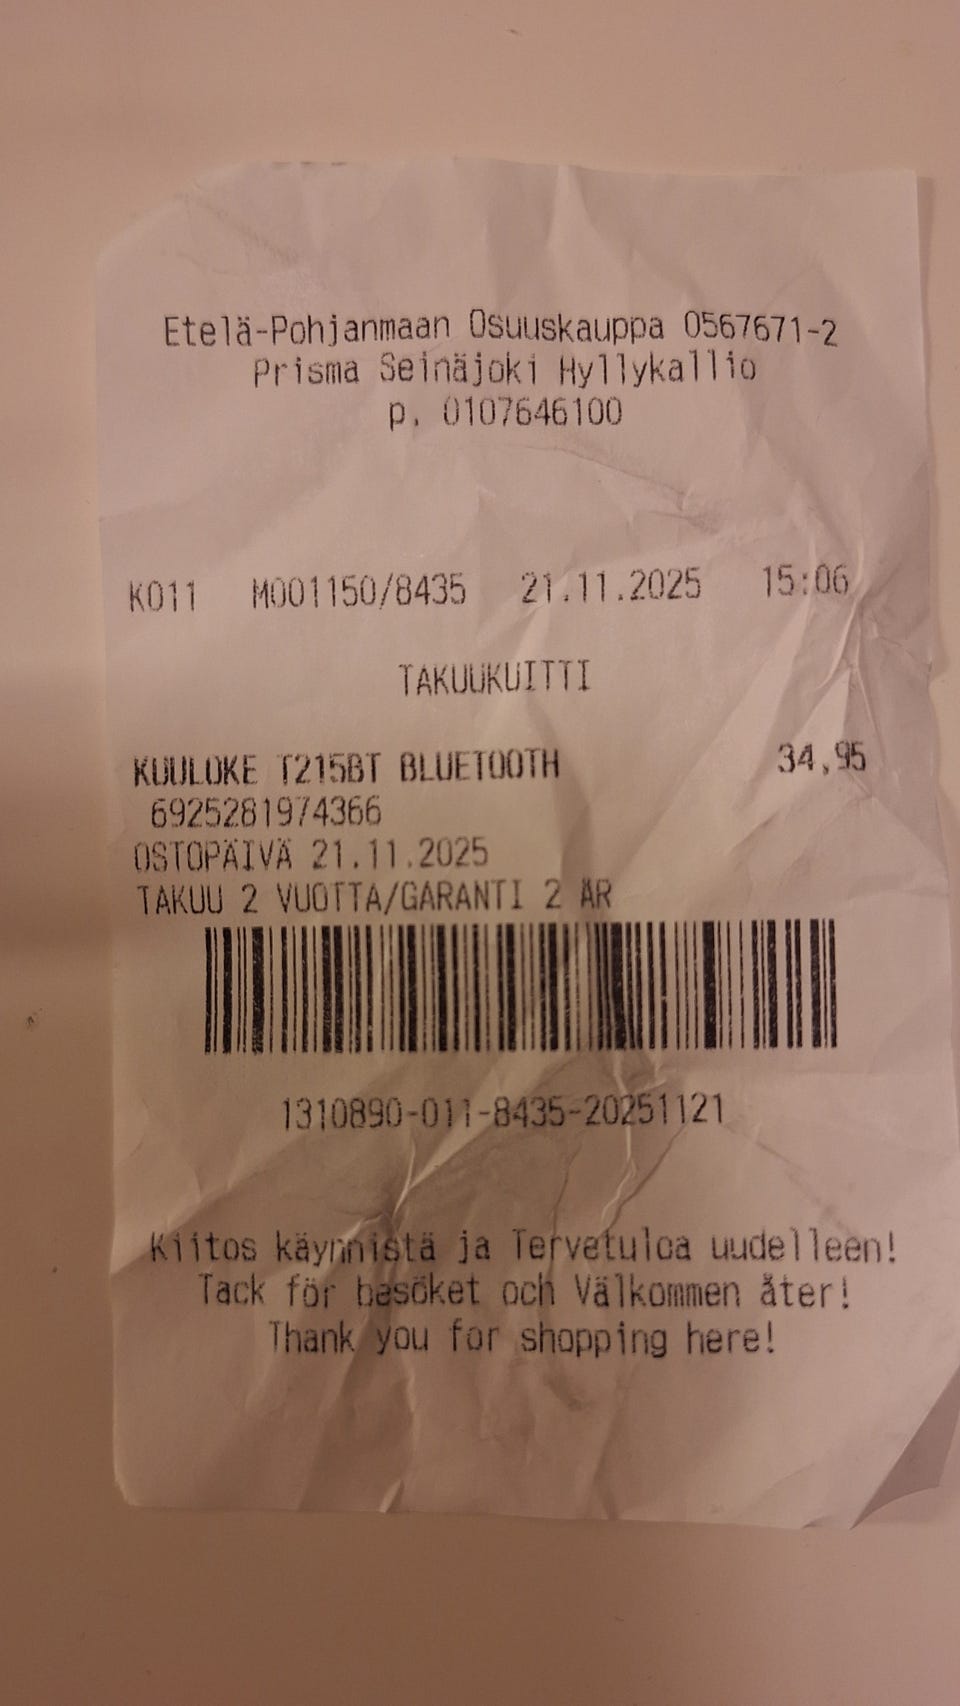 Etelä-Pohjanmaan Osuuskauppa 0567671-2
Prisma Seinäjoki Hyllykallio
p. 0107646100
K011 M001150/8435 21.11.2025 15:06
TAKUUKUITTI
KUULOKE T215BT BLUETOOTH 34,95
6925281974366
OSTOPÄIVÄ 21.11.2025
TAKUU 2 VUOTTA/GARANTI 2 ÅR
1310890-011-8435-20251121
Kiitos käynnistä ja Tervetuloa uudelleen!
Tack för besöket och Välkommen åter!
Thank you for shopping here!